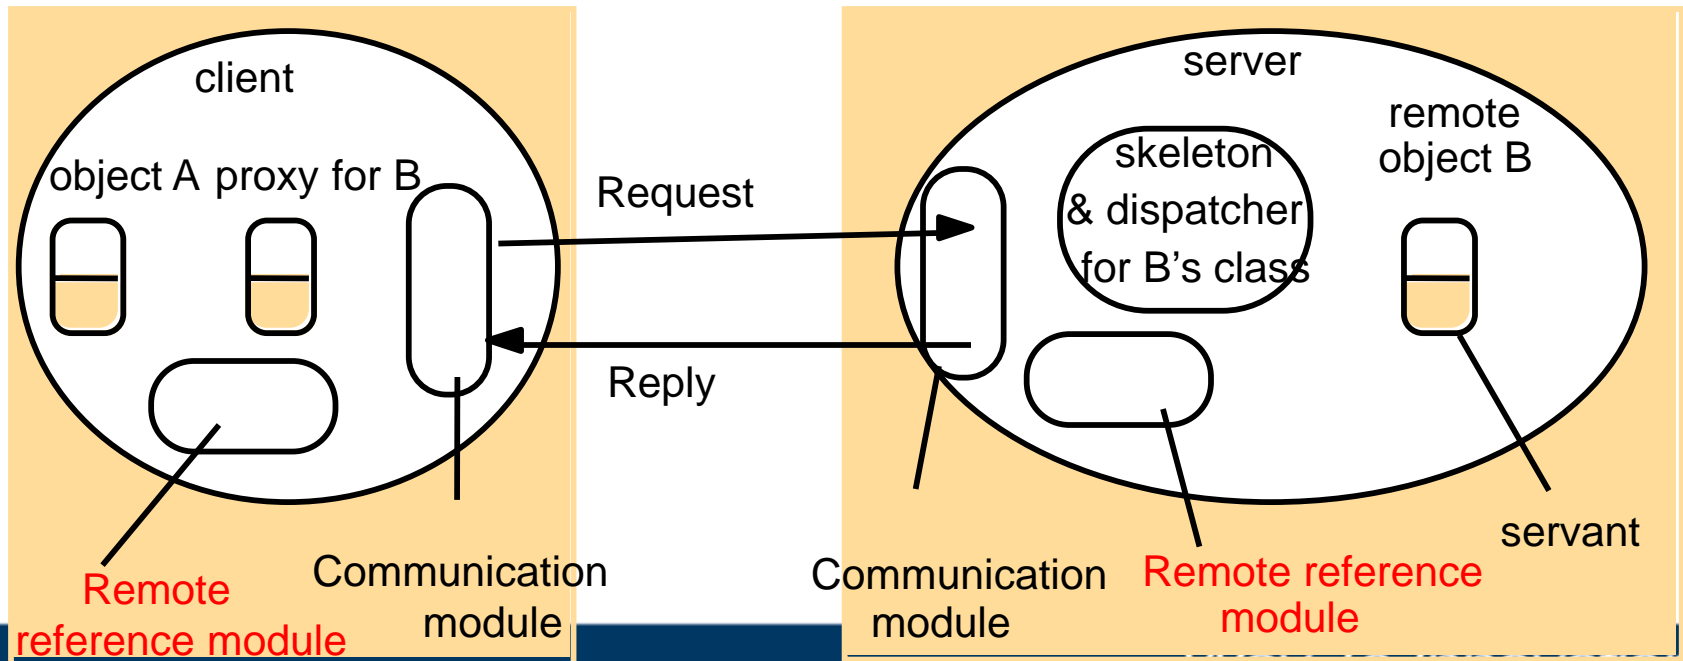 client
object A proxy for B
Remote
reference module
Communication
module
Request
Reply
server
skeleton
& dispatcher
for B’s class
remote
object B
Communication
module
Remote reference
module
servant